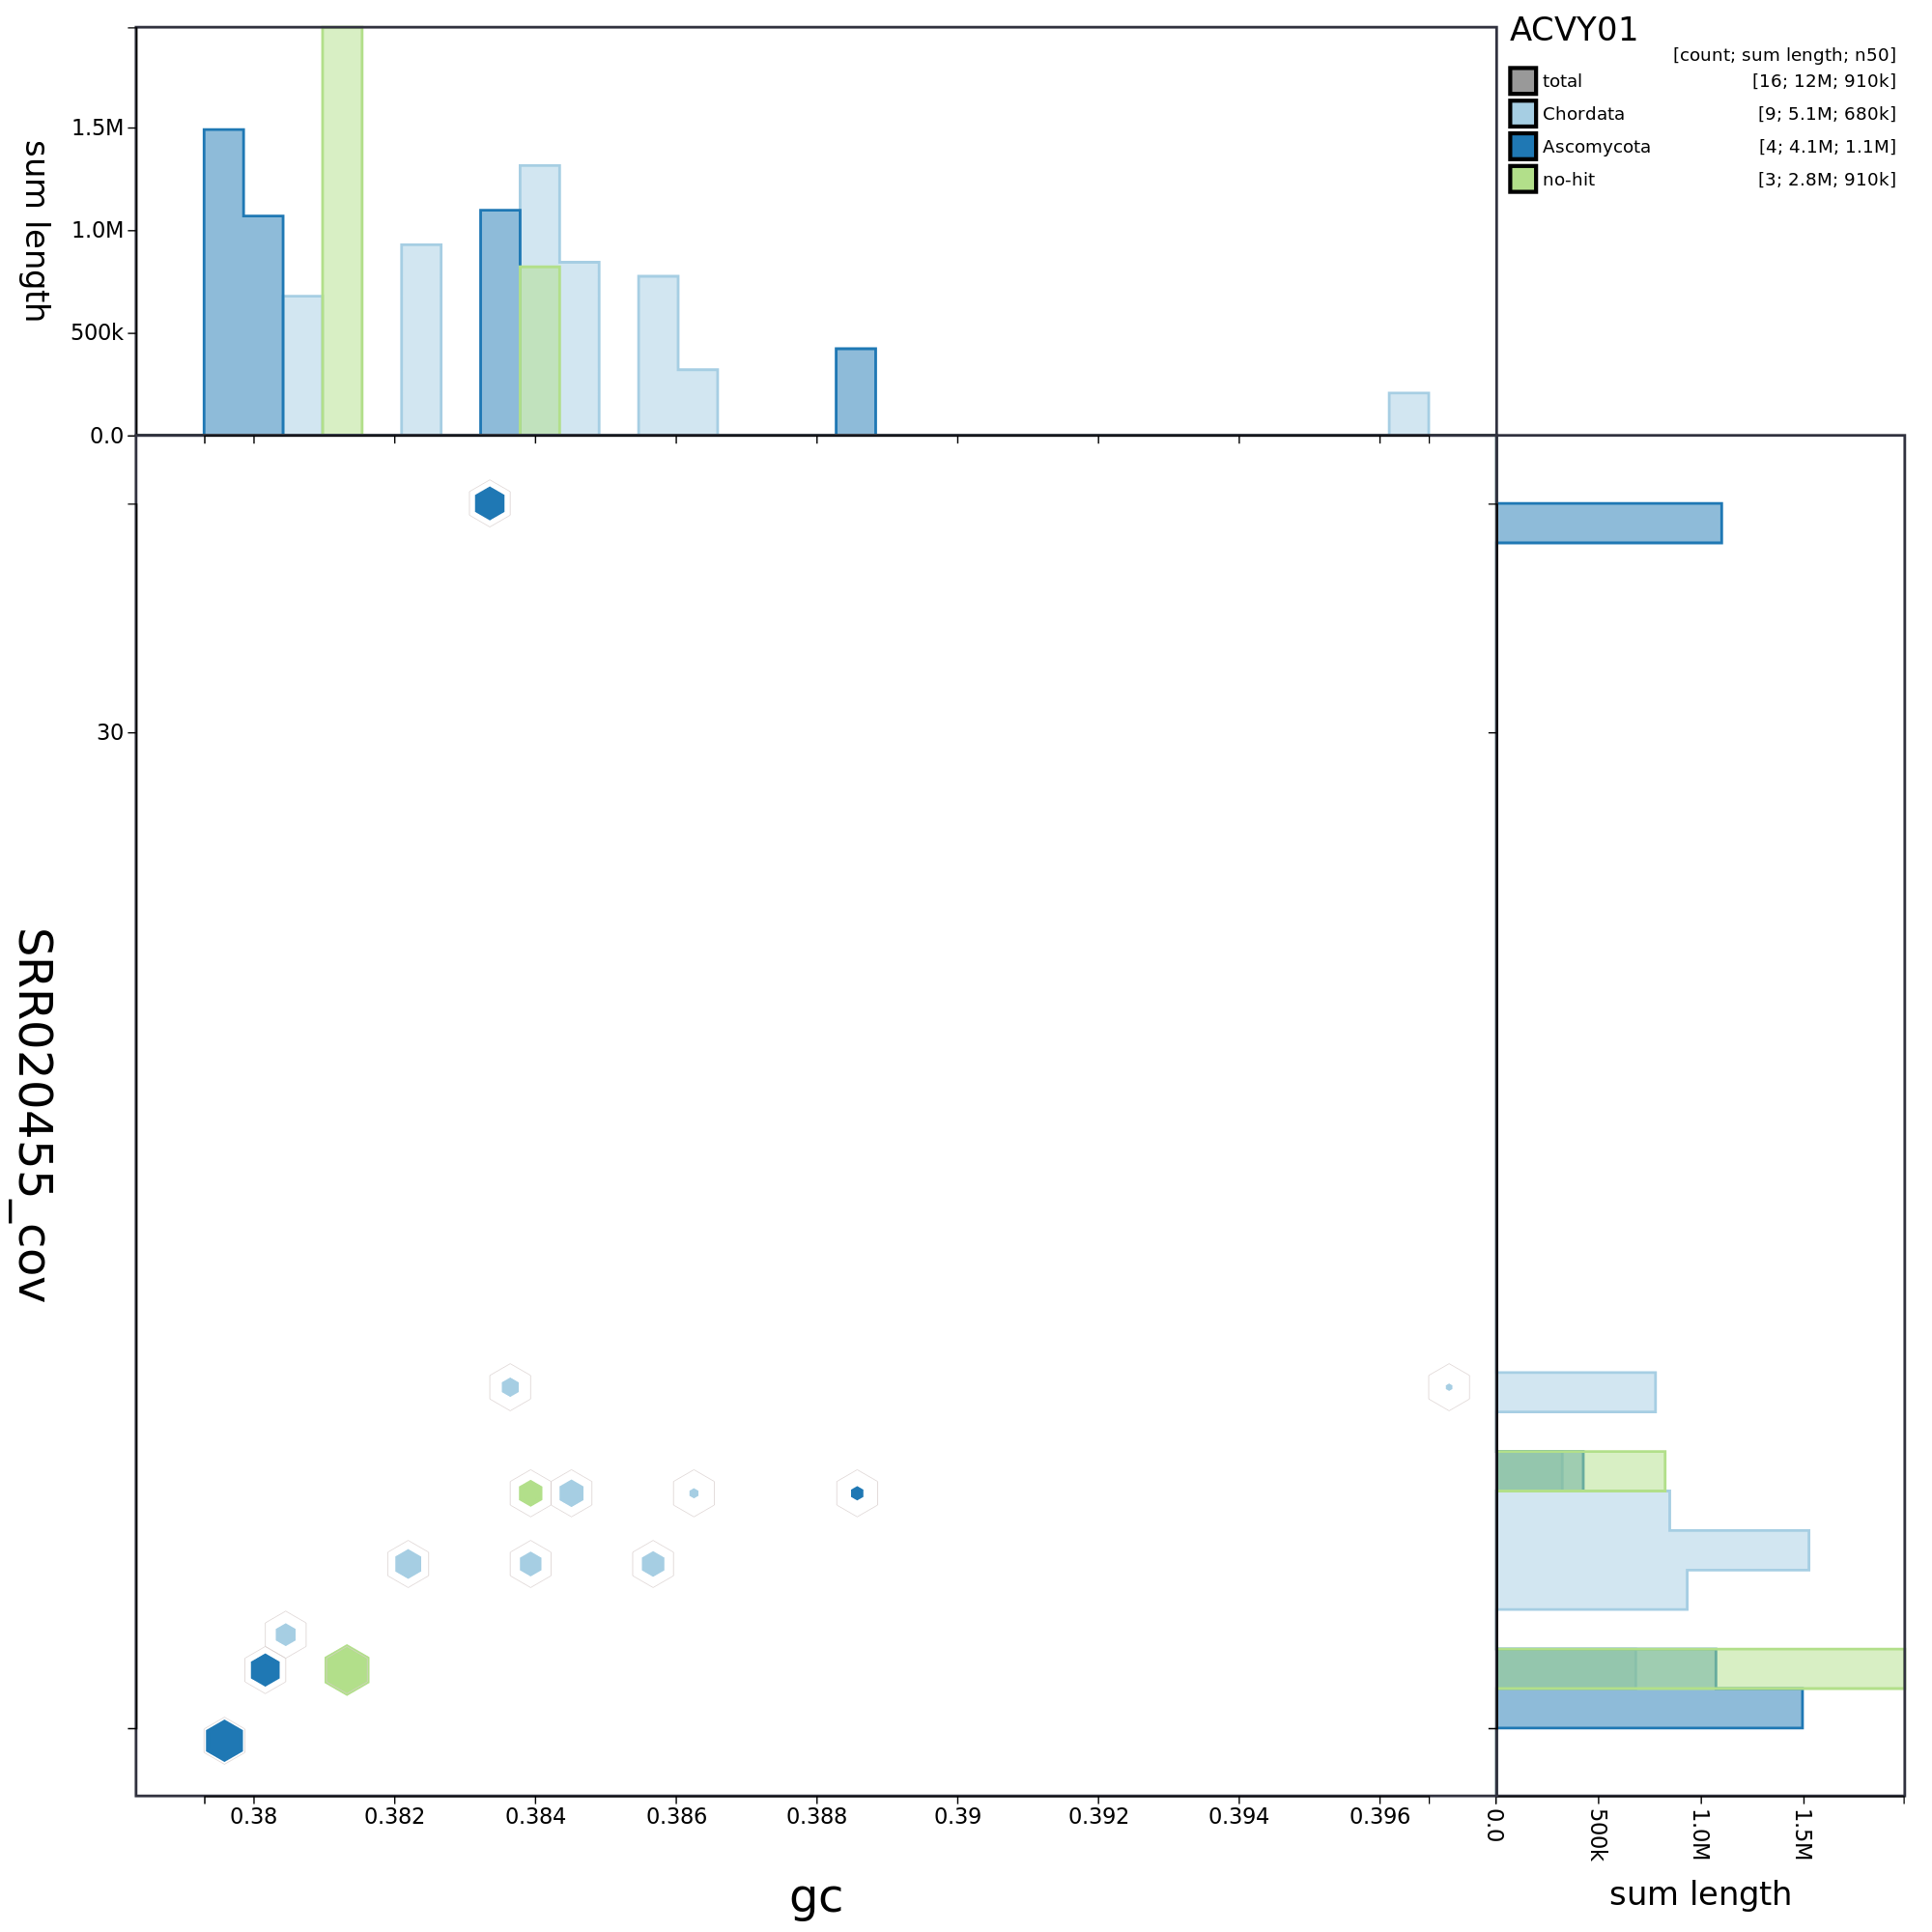 ACVY01
[count; sum length; n50]
total [16; 12M; 910k]
Chordata [9; 5.1M; 680k]
Ascomycota [4; 4.1M; 1.1M]
no-hit [3; 2.8M; 910k]
sum length
1.5M
1.0M
500k
0.0
30
SRR020455_cov
0.38 0.382 0.384 0.386 0.388 0.39 0.392 0.394 0.396
gc
0.0 500k 1.0M 1.5M
sum length